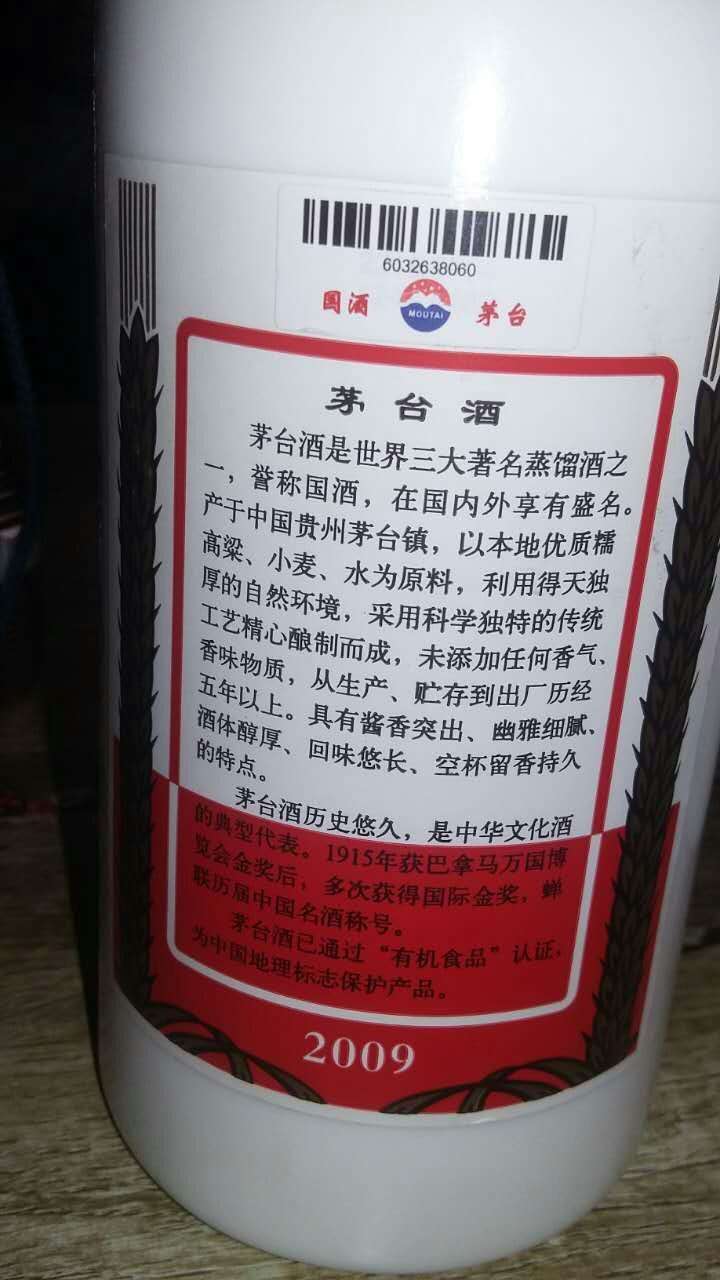 6032638060
国酒 MOUTAI 茅台
茅台酒
茅台酒是世界三大著名蒸馏酒之
一，誉称国酒，在国内外享有盛名。
产于中国贵州茅台镇，以本地优质糯
高粱、小麦、水为原料，利用得天独
厚的自然环境，采用科学独特的传统
工艺精心酿制而成，未添加任何香气、
香味物质，从生产、贮存到出厂历经
五年以上。具有酱香突出、幽雅细腻、
酒体醇厚、回味悠长、空杯留香持久
的特点。
茅台酒历史悠久，是中华文化酒
的典型代表。1915年获巴拿马万国博
览会金奖后，多次获得国际金奖，蝉
联历届中国名酒称号。
茅台酒已通过“有机食品”认证，
为中国地理标志保护产品。
2009